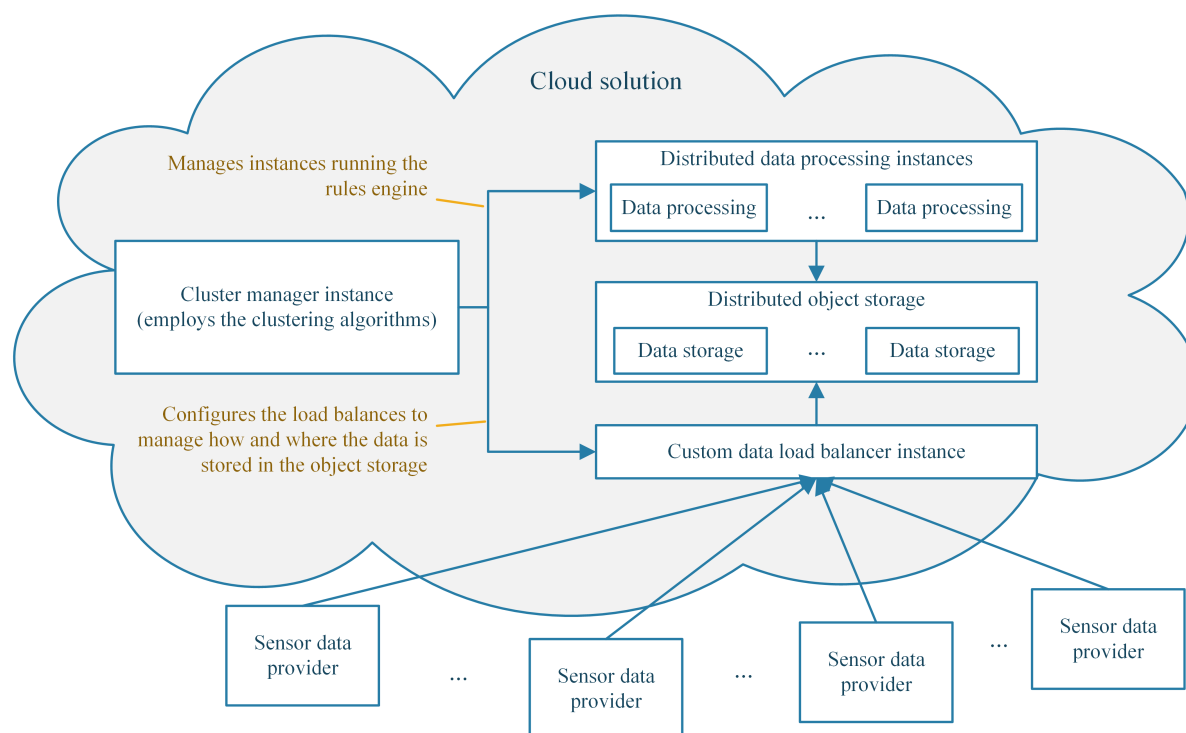 Cloud solution
Manages instances running the
rules engine
Distributed data processing instances
Data processing
...
Data processing
Cluster manager instance
(employs the clustering algorithms)
Distributed object storage
Data storage
...
Data storage
Configures the load balances to
manage how and where the data is
stored in the object storage
Custom data load balancer instance
Sensor data
provider
...
Sensor data
provider
...
Sensor data
provider
...
Sensor data
provider